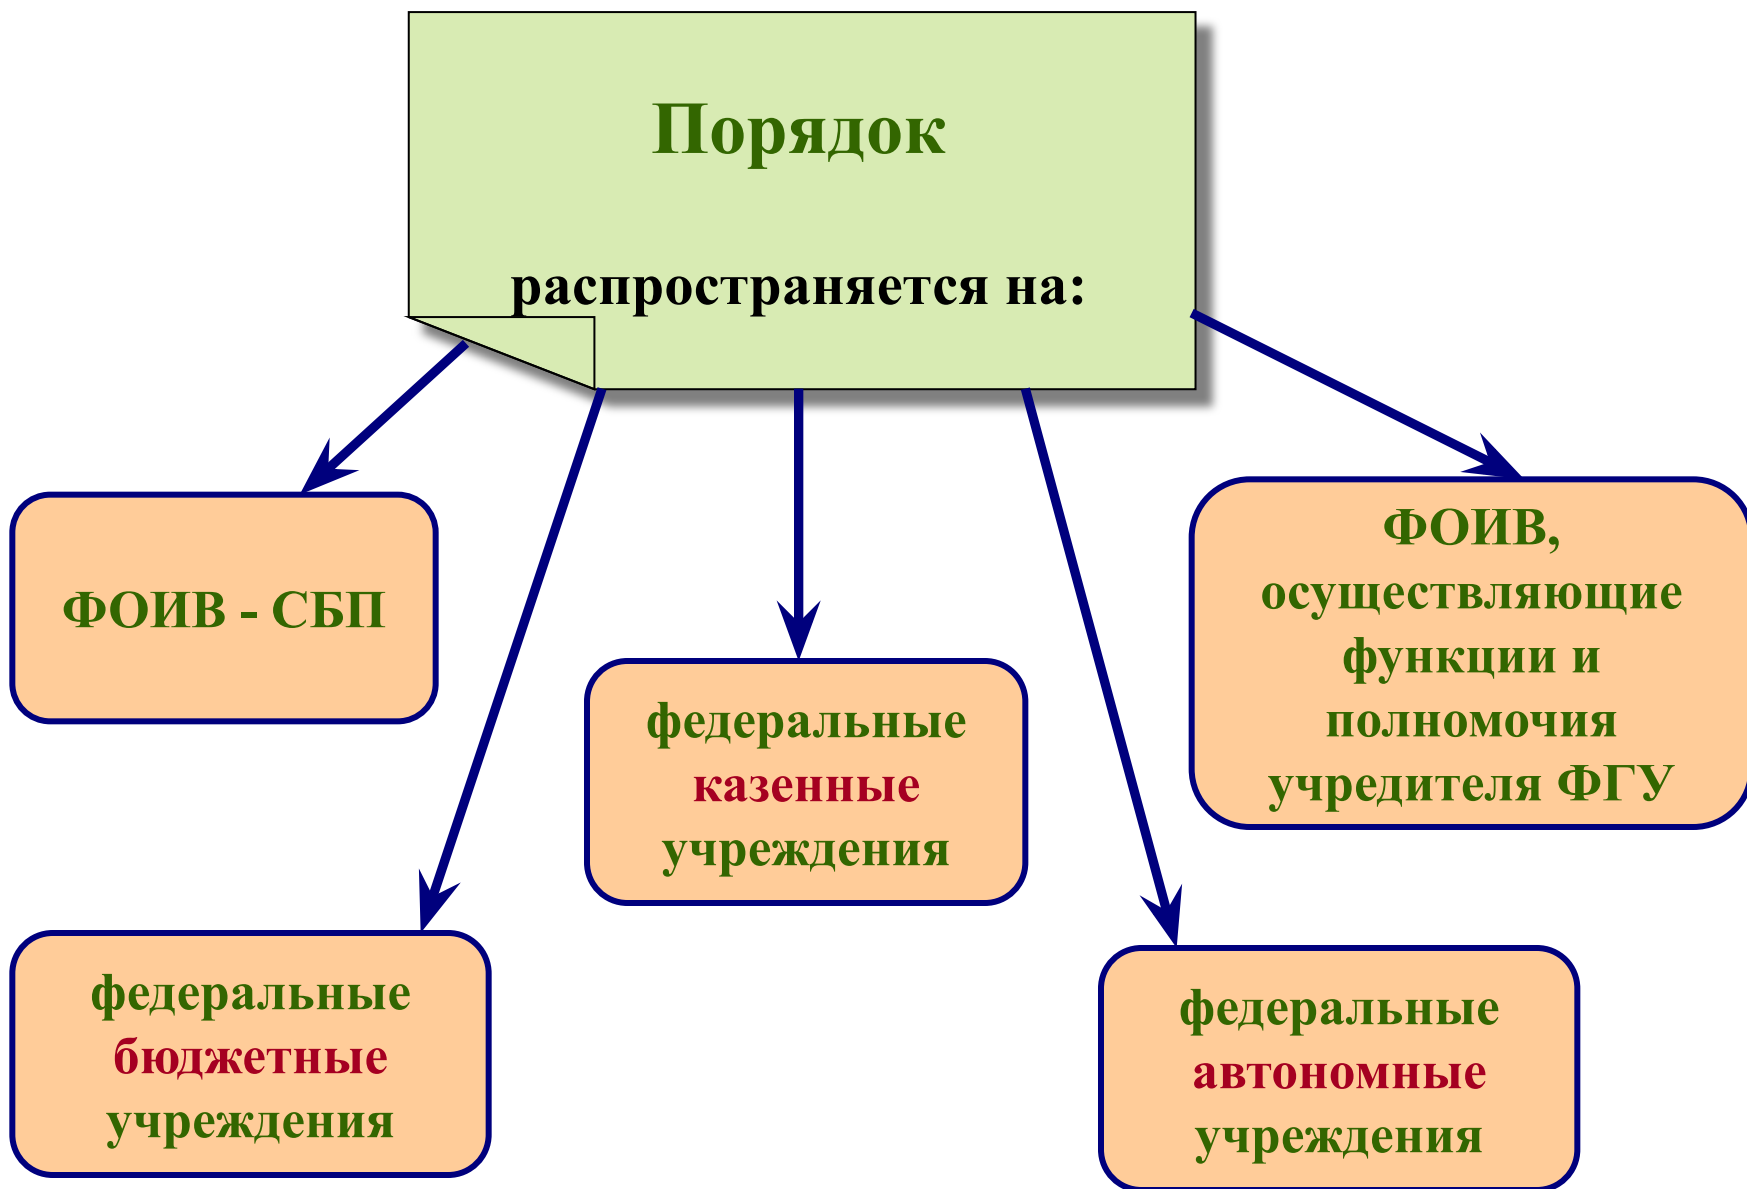 Порядок
распространяется на:
ФОИВ - СБП
федеральные
бюджетные
учреждения
федеральные
казенные
учреждения
федеральные
автономные
учреждения
ФОИВ,
осуществляющие
функции и
полномочия
учредителя ФГУ